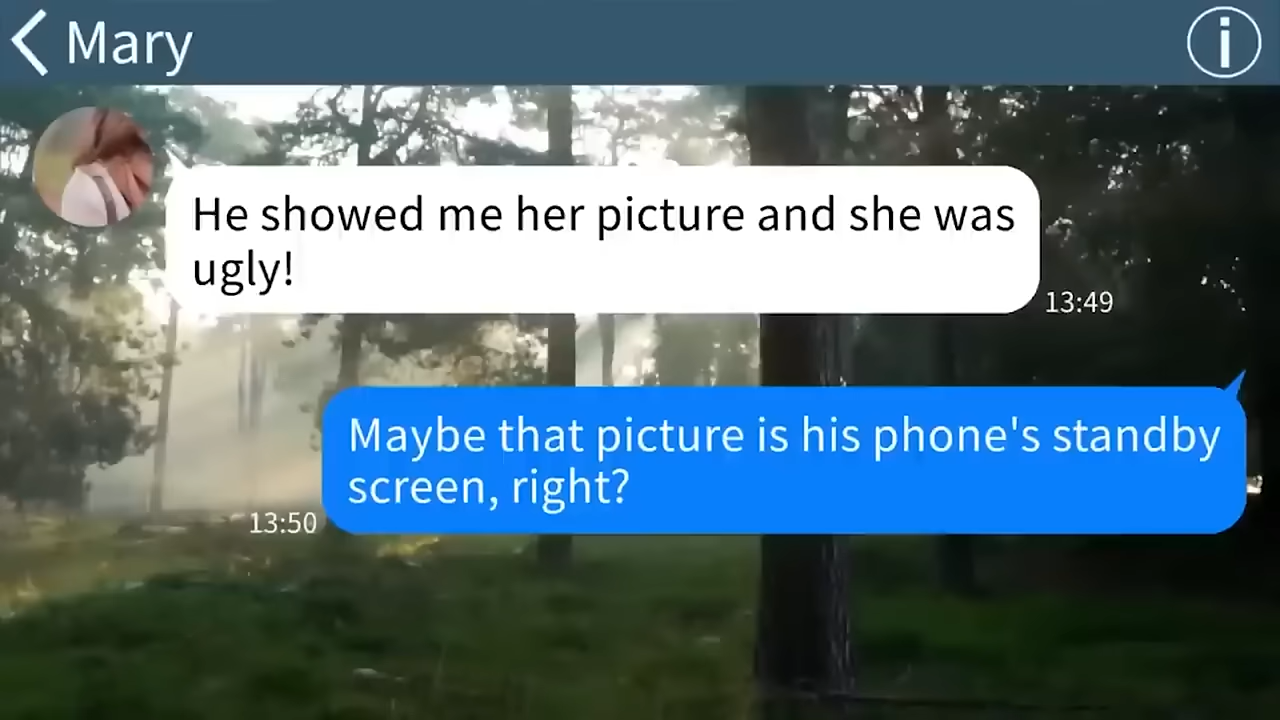 Mary
i
He showed me her picture and she was
ugly!
13:49
Maybe that picture is his phone's standby
screen, right?
13:50